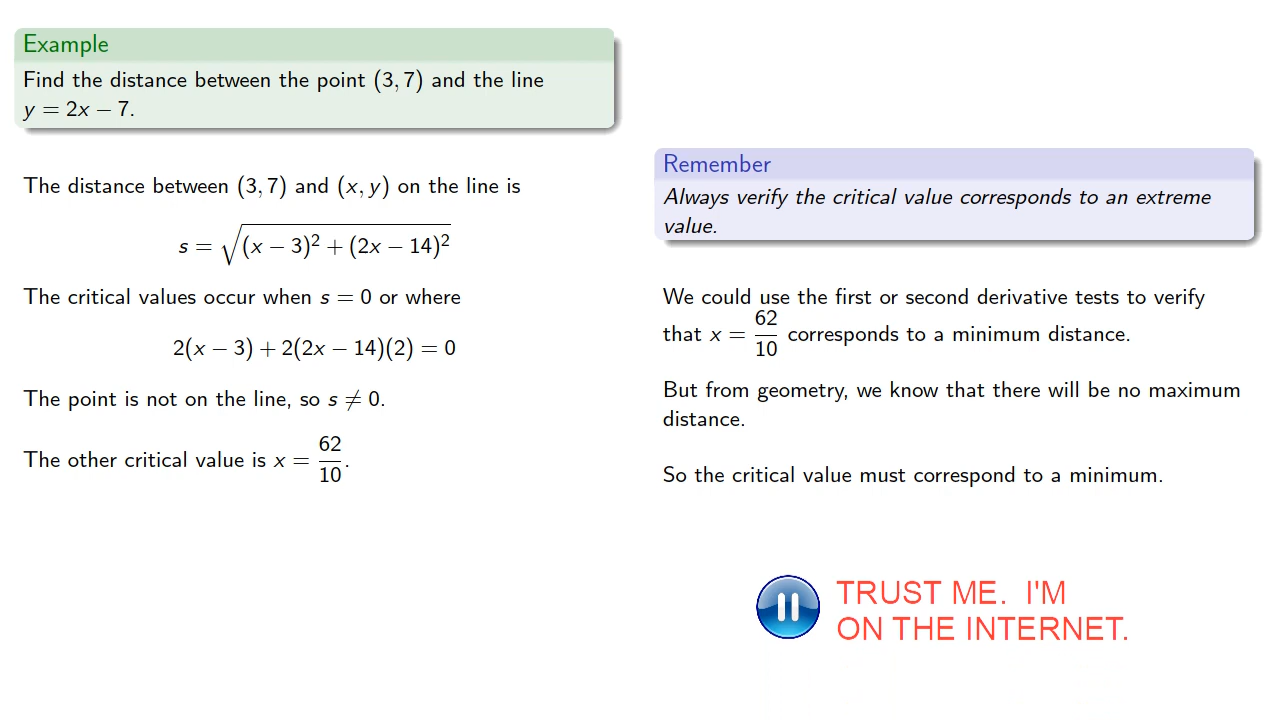 Example
Find the distance between the point (3, 7) and the line
y = 2x − 7.
The distance between (3, 7) and (x, y) on the line is
s = √((x − 3)² + (2x − 14)²)
The critical values occur when s = 0 or where
2(x − 3) + 2(2x − 14)(2) = 0
The point is not on the line, so s ≠ 0.
The other critical value is x = 62/10.
Remember
Always verify the critical value corresponds to an extreme
value.
We could use the first or second derivative tests to verify
that x = 62/10 corresponds to a minimum distance.
But from geometry, we know that there will be no maximum
distance.
So the critical value must correspond to a minimum.
TRUST ME. I'M
ON THE INTERNET.